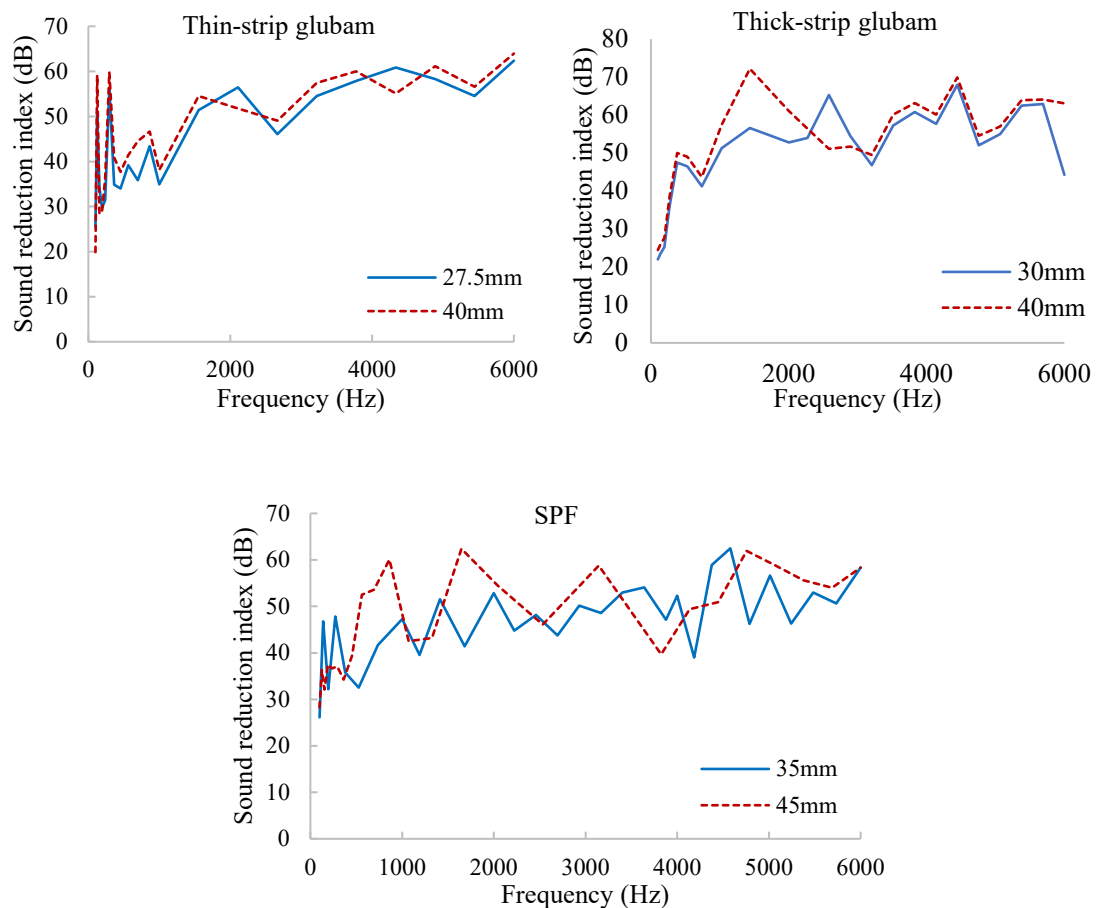 Thin-strip glubam
Sound reduction index (dB)
70
60
50
40
30
20
10
0
27.5mm
40mm
0 2000 4000 6000
Frequency (Hz)
Thick-strip glubam
Sound reduction index (dB)
80
70
60
50
40
30
20
10
0
30mm
40mm
0 2000 4000 6000
Frequency (Hz)
SPF
Sound reduction index (dB)
70
60
50
40
30
20
10
0
35mm
45mm
0 1000 2000 3000 4000 5000 6000
Frequency (Hz)